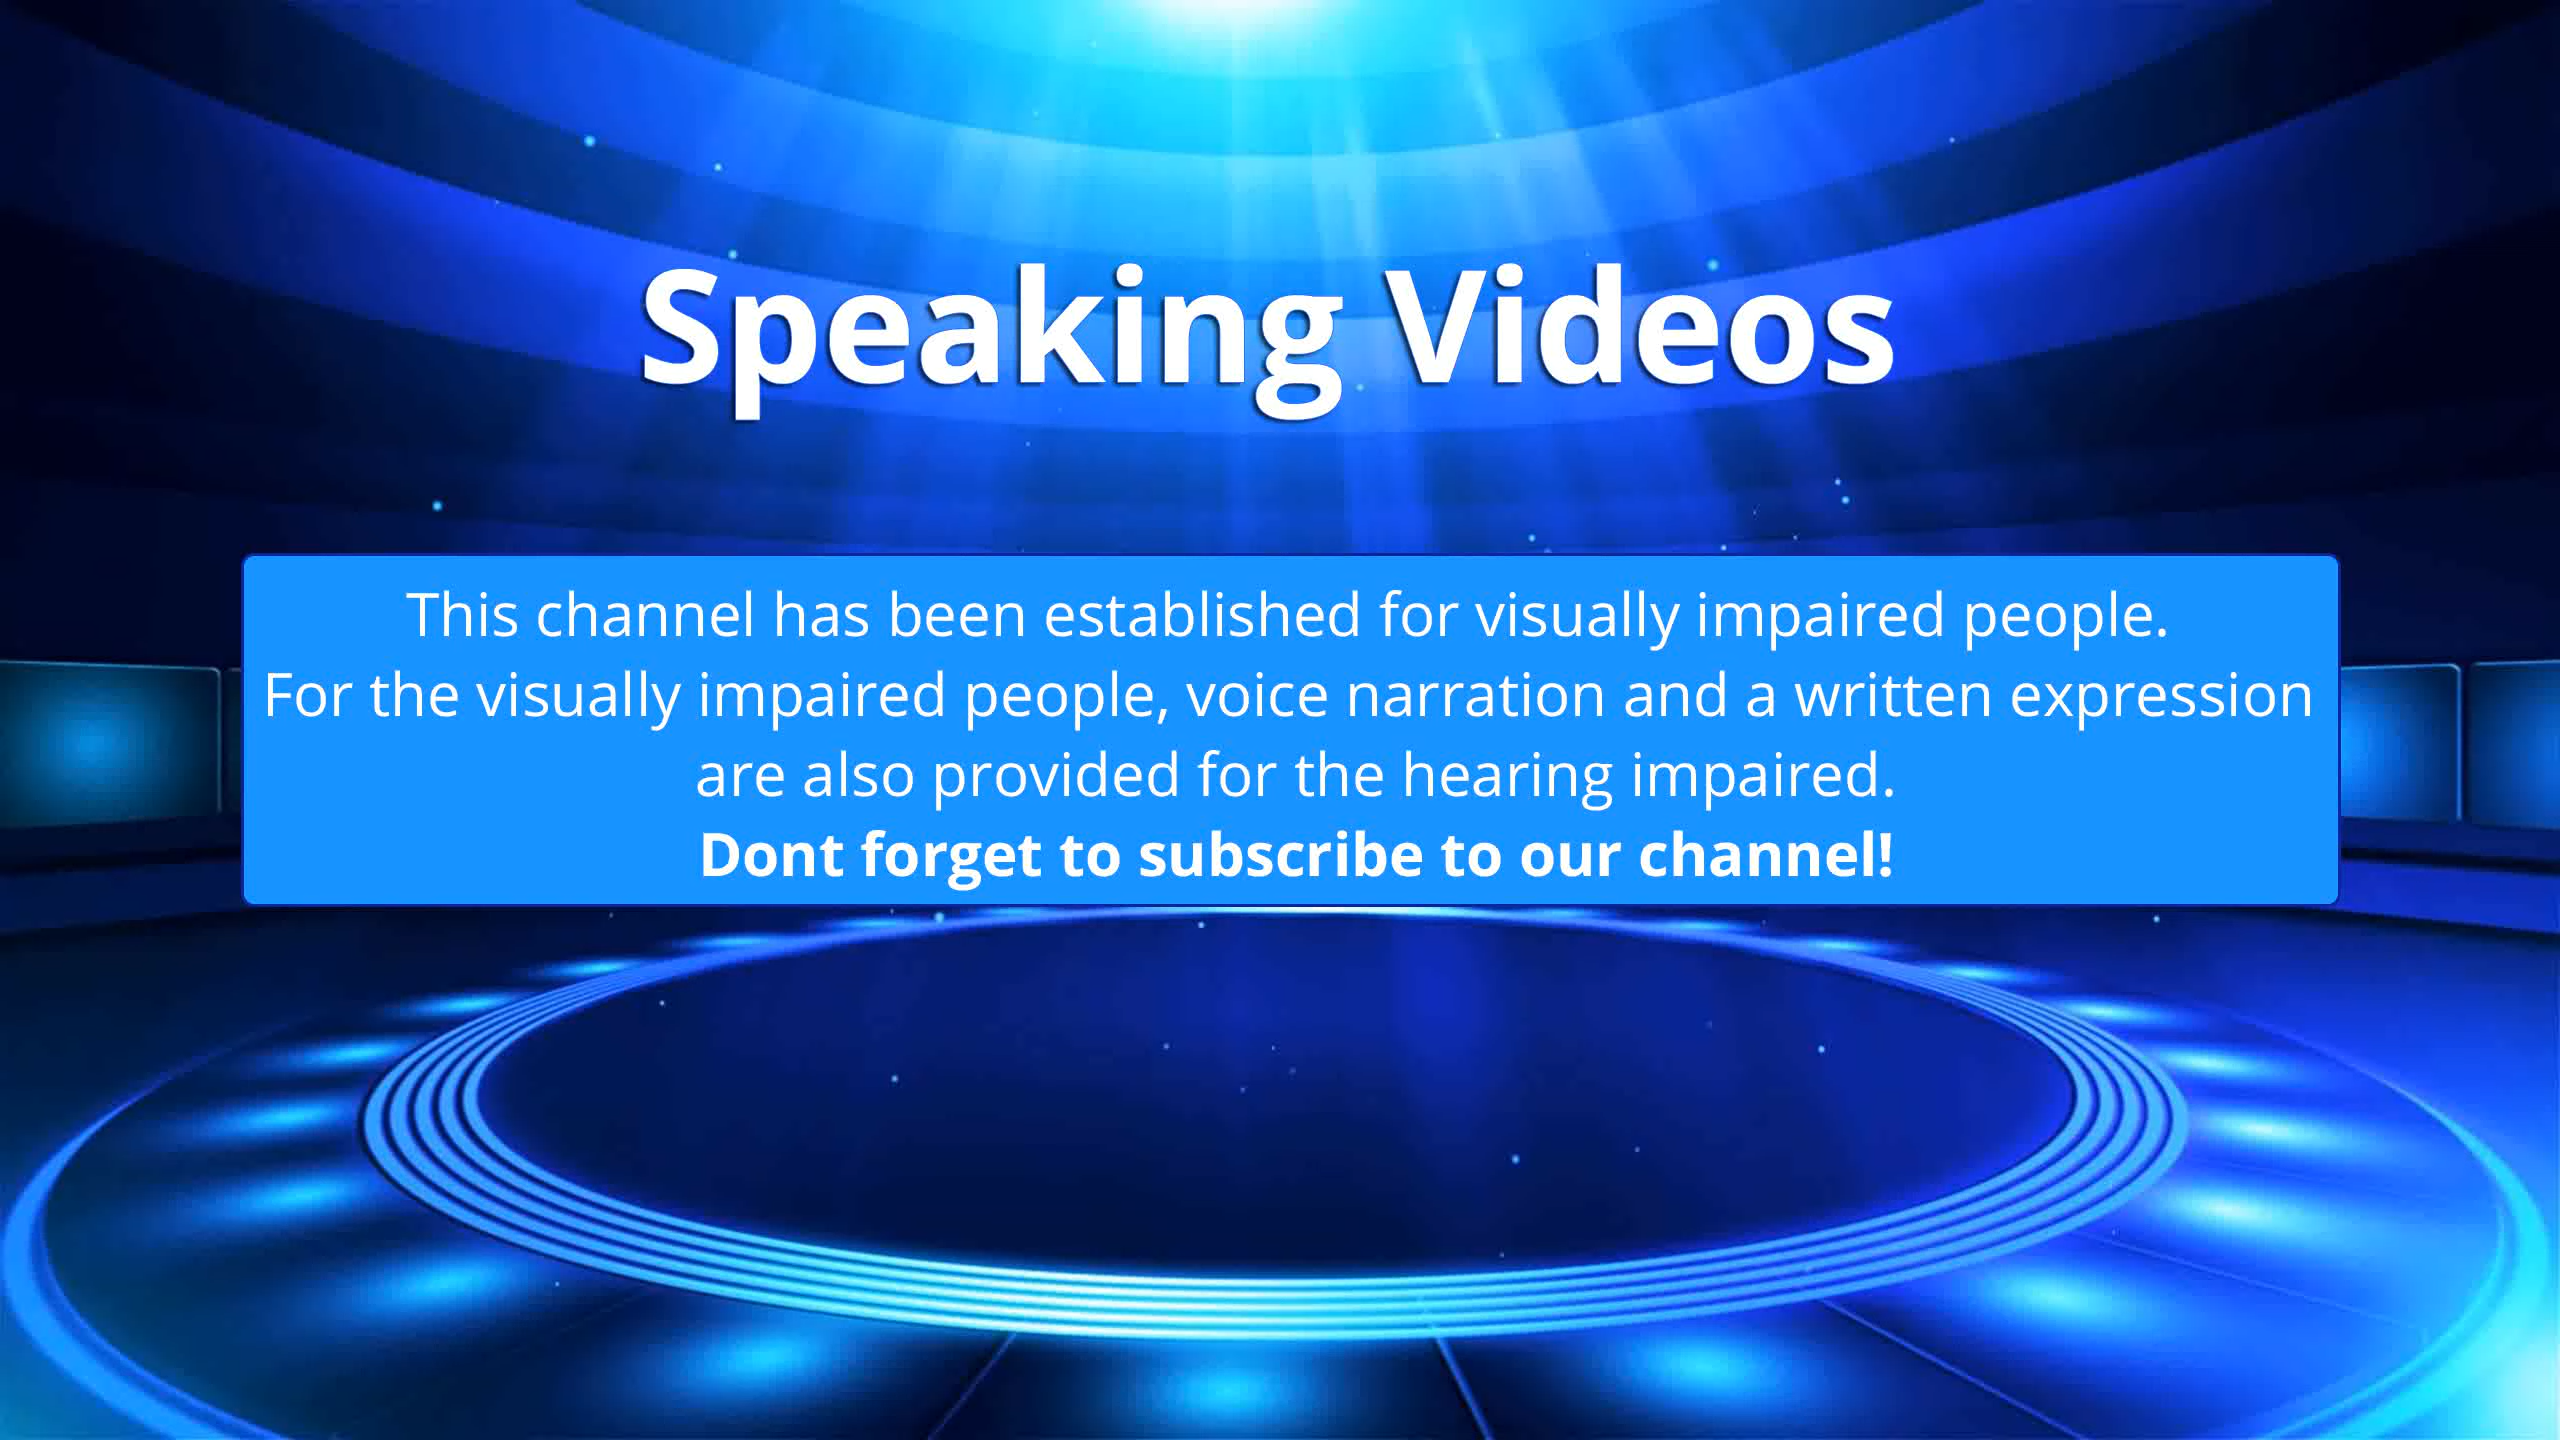 Speaking Videos
This channel has been established for visually impaired people.
For the visually impaired people, voice narration and a written expression
are also provided for the hearing impaired.
Dont forget to subscribe to our channel!